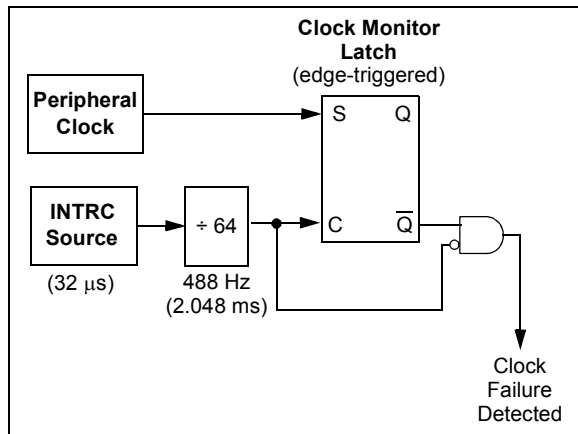 Clock Monitor
Latch
(edge-triggered)
Peripheral
Clock
S Q
INTRC
Source
(32 μs)
÷ 64
488 Hz
(2.048 ms)
C Q̅
Clock
Failure
Detected